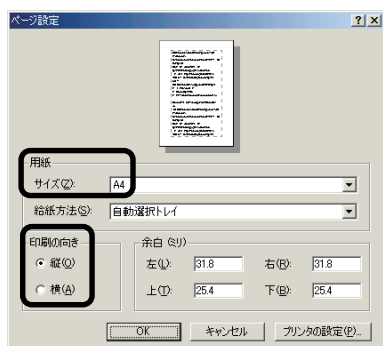 ページ設定
用紙
サイズ(Z): A4
給紙方法(S): 自動選択トレイ
印刷の向き 余白 (ミリ)
縦(O) 左(L): 31.8 右(R): 31.8
横(A) 上(T): 25.4 下(B): 25.4
OK キャンセル プリンタの設定(P)...